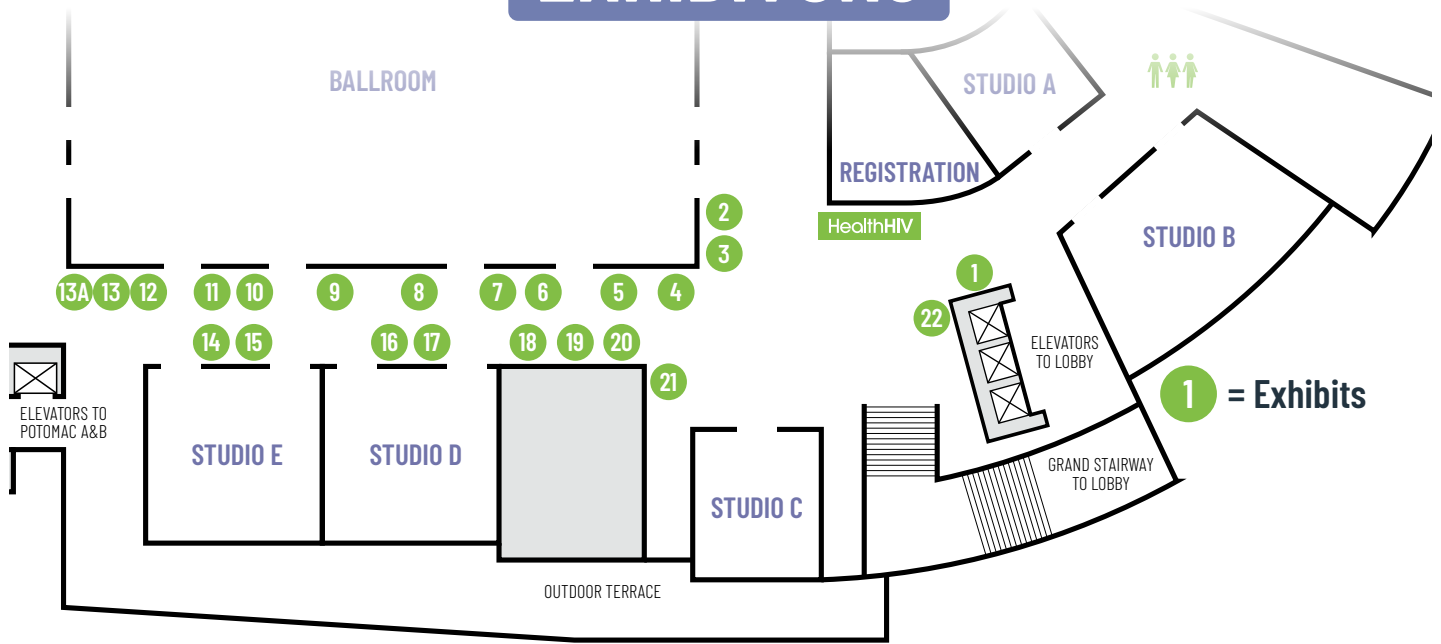 BALLROOM
STUDIO A
REGISTRATION
HealthHIV
2
3
STUDIO B
13A
13
12
11
10
9
8
7
6
5
4
1
22
ELEVATORS
TO LOBBY
14
15
16
17
18
19
20
21
1 = Exhibits
ELEVATORS TO
POTOMAC A&B
STUDIO E
STUDIO D
STUDIO C
GRAND STAIRWAY
TO LOBBY
OUTDOOR TERRACE